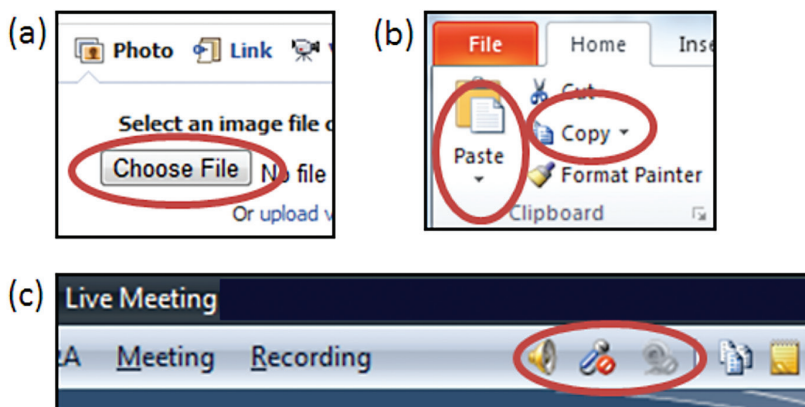 (a)
Photo Link
Select an image file
Choose File No file
Or upload
(b)
File Home Inse
Cut
Copy
Paste
Format Painter
Clipboard
(c)
Live Meeting
&A Meeting Recording